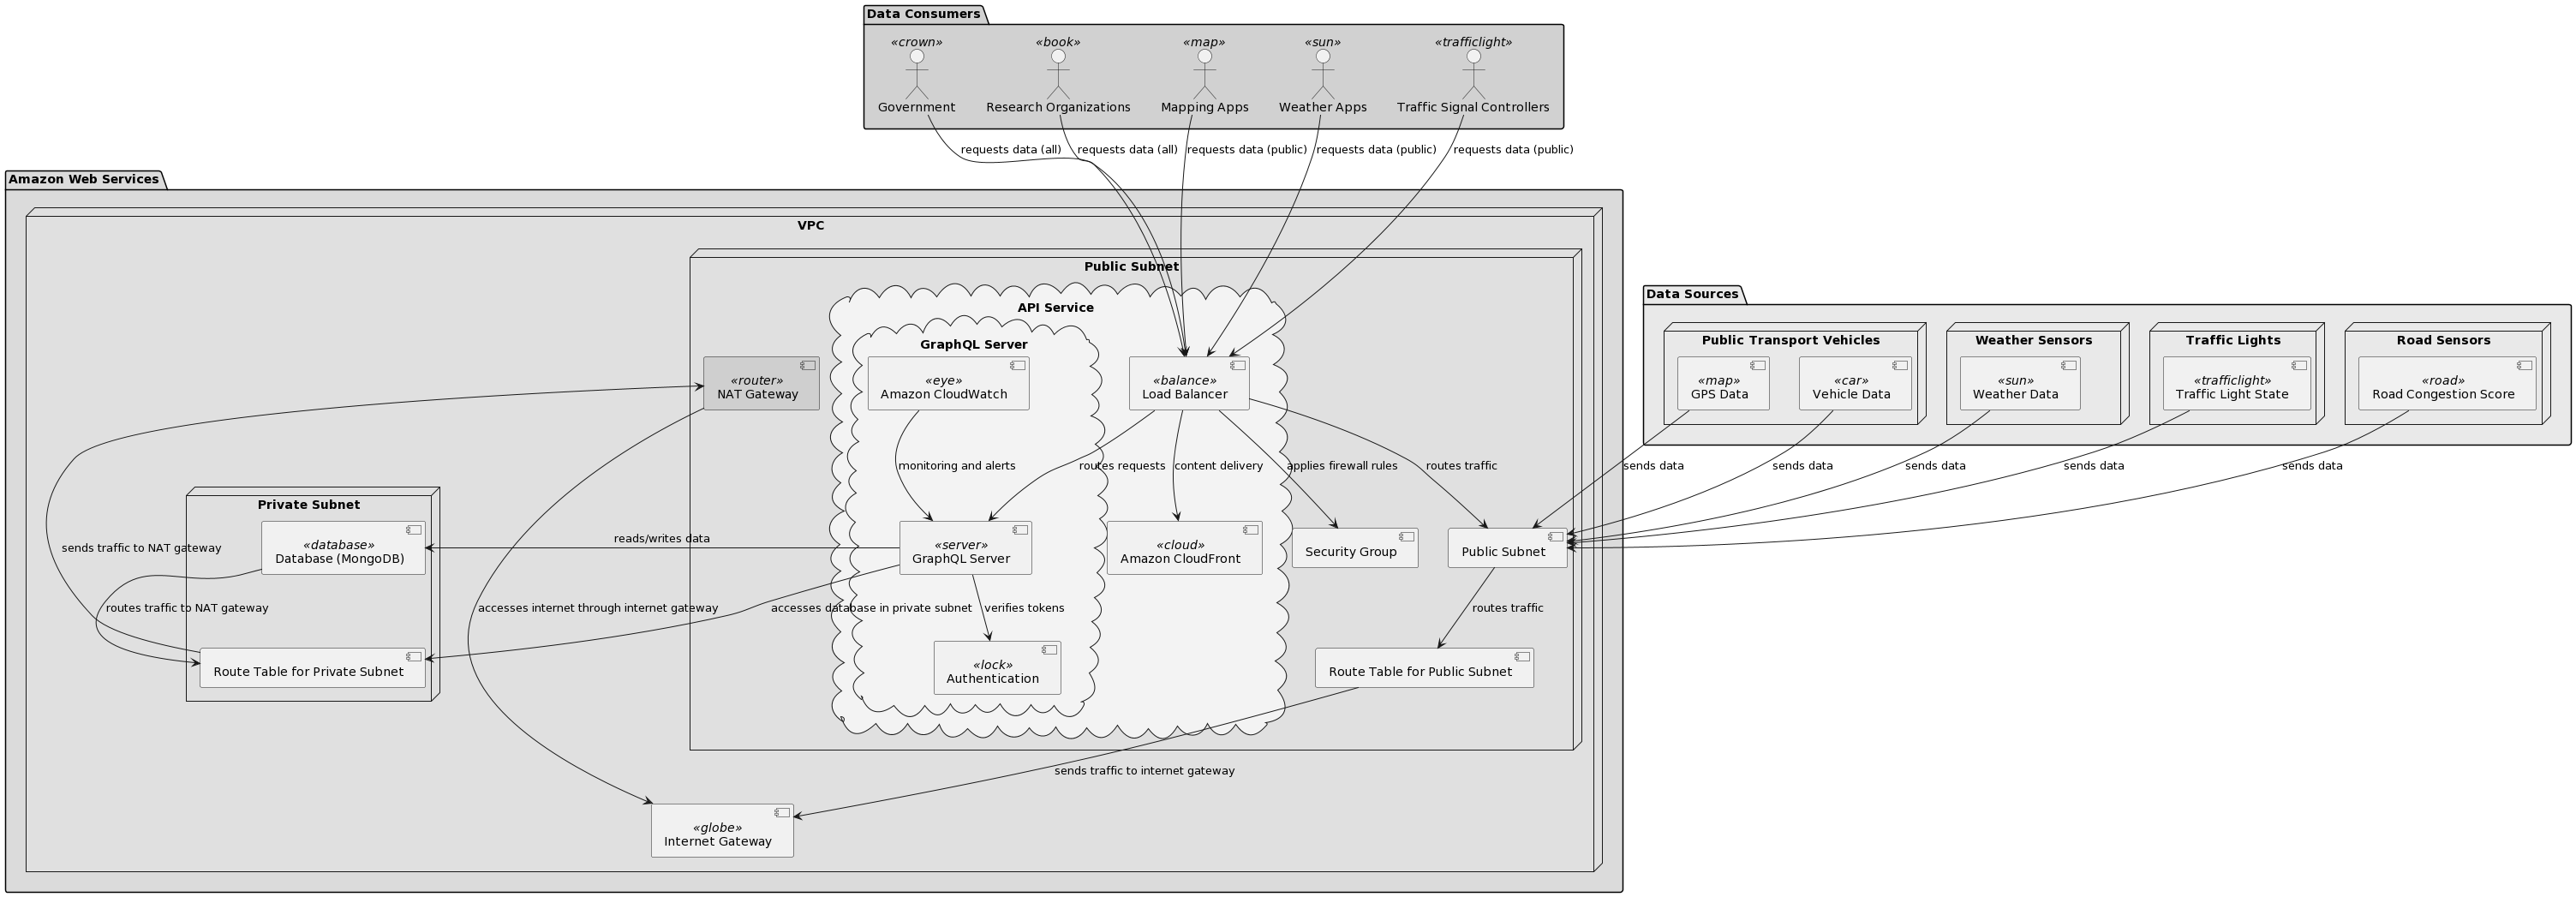 Data Consumers
«crown»
Government
«book»
Research Organizations
«map»
Mapping Apps
«sun»
Weather Apps
«trafficlight»
Traffic Signal Controllers
requests data (all)
requests data (all)
requests data (public)
requests data (public)
requests data (public)
Amazon Web Services
VPC
Public Subnet
API Service
GraphQL Server
«router»
NAT Gateway
«eye»
Amazon CloudWatch
«balance»
Load Balancer
Data Sources
Public Transport Vehicles
«map»
GPS Data
«car»
Vehicle Data
Weather Sensors
«sun»
Weather Data
Traffic Lights
«trafficlight»
Traffic Light State
Road Sensors
«road»
Road Congestion Score
monitoring and alerts
routes requests
content delivery
applies firewall rules
routes traffic
sends data
sends data
sends data
sends data
sends data
Private Subnet
«database»
Database (MongoDB)
sends traffic to NAT gateway
reads/writes data
«server»
GraphQL Server
«cloud»
Amazon CloudFront
Security Group
Public Subnet
routes traffic to NAT gateway
accesses internet through internet gateway
accesses database in private subnet
verifies tokens
routes traffic
Route Table for Private Subnet
«lock»
Authentication
Route Table for Public Subnet
sends traffic to internet gateway
«globe»
Internet Gateway